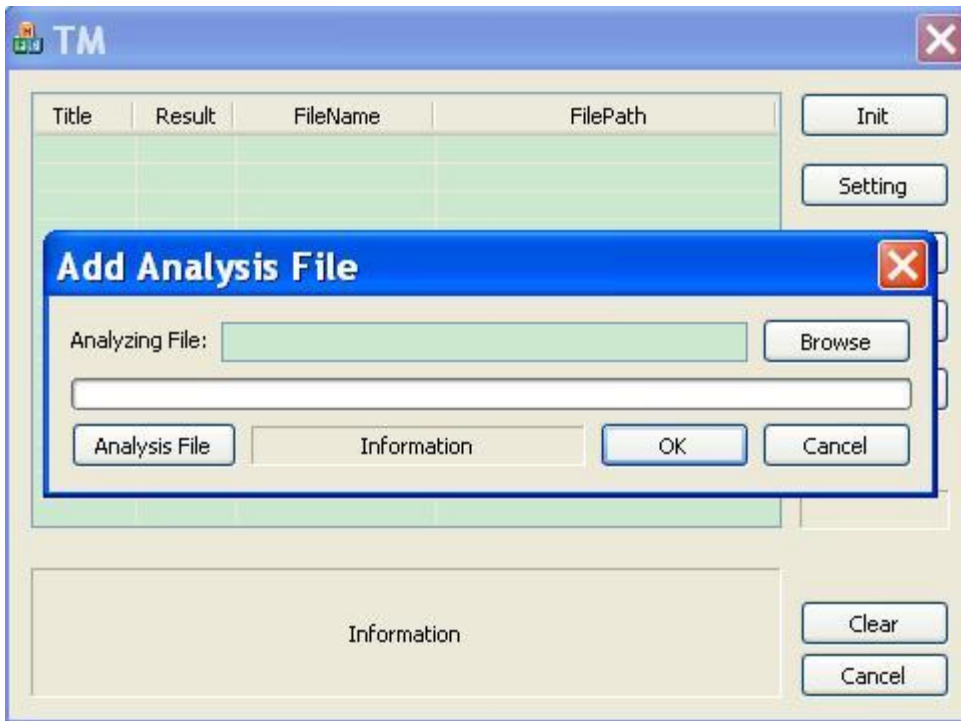 TM
Title Result FileName FilePath
Init
Setting
Add Analysis File
Analyzing File:
Browse
Analysis File
Information
OK
Cancel
Information
Clear
Cancel